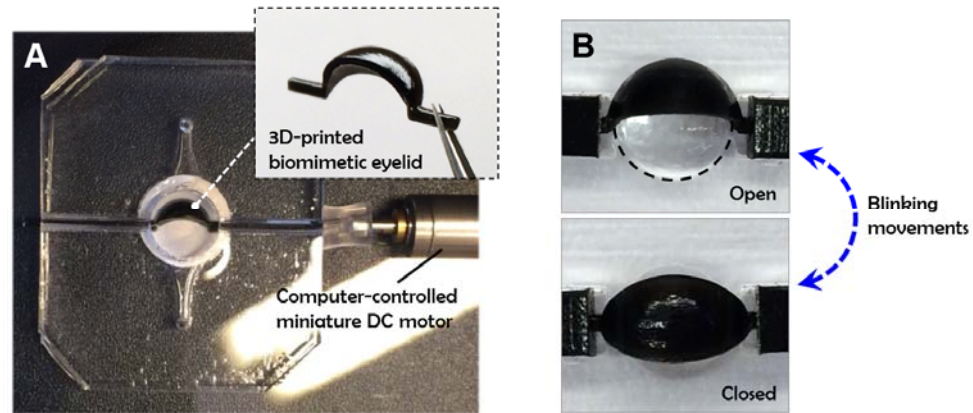 A
3D-printed
biomimetic eyelid
Computer-controlled
miniature DC motor
B
Open
Blinking
movements
Closed